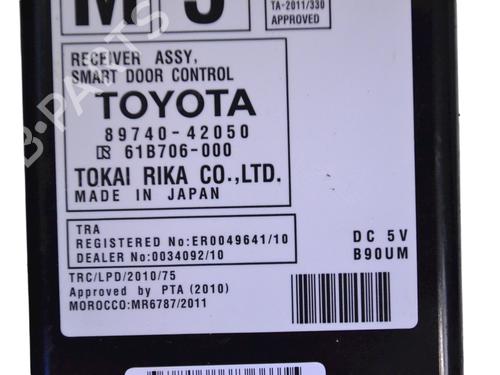 TA-2011/330
APPROVED
RECEIVER ASSY,
SMART DOOR CONTROL
TOYOTA
89740-42050
61B706-000
TOKAI RIKA CO.,LTD.
MADE IN JAPAN
TRA
REGISTERED No:ER0049641/10
DEALER No:0034092/10
DC 5V
B90UM
TRC/LPD/2010/75
Approved by PTA (2010)
MOROCCO:MR6787/2011
B-PARTS